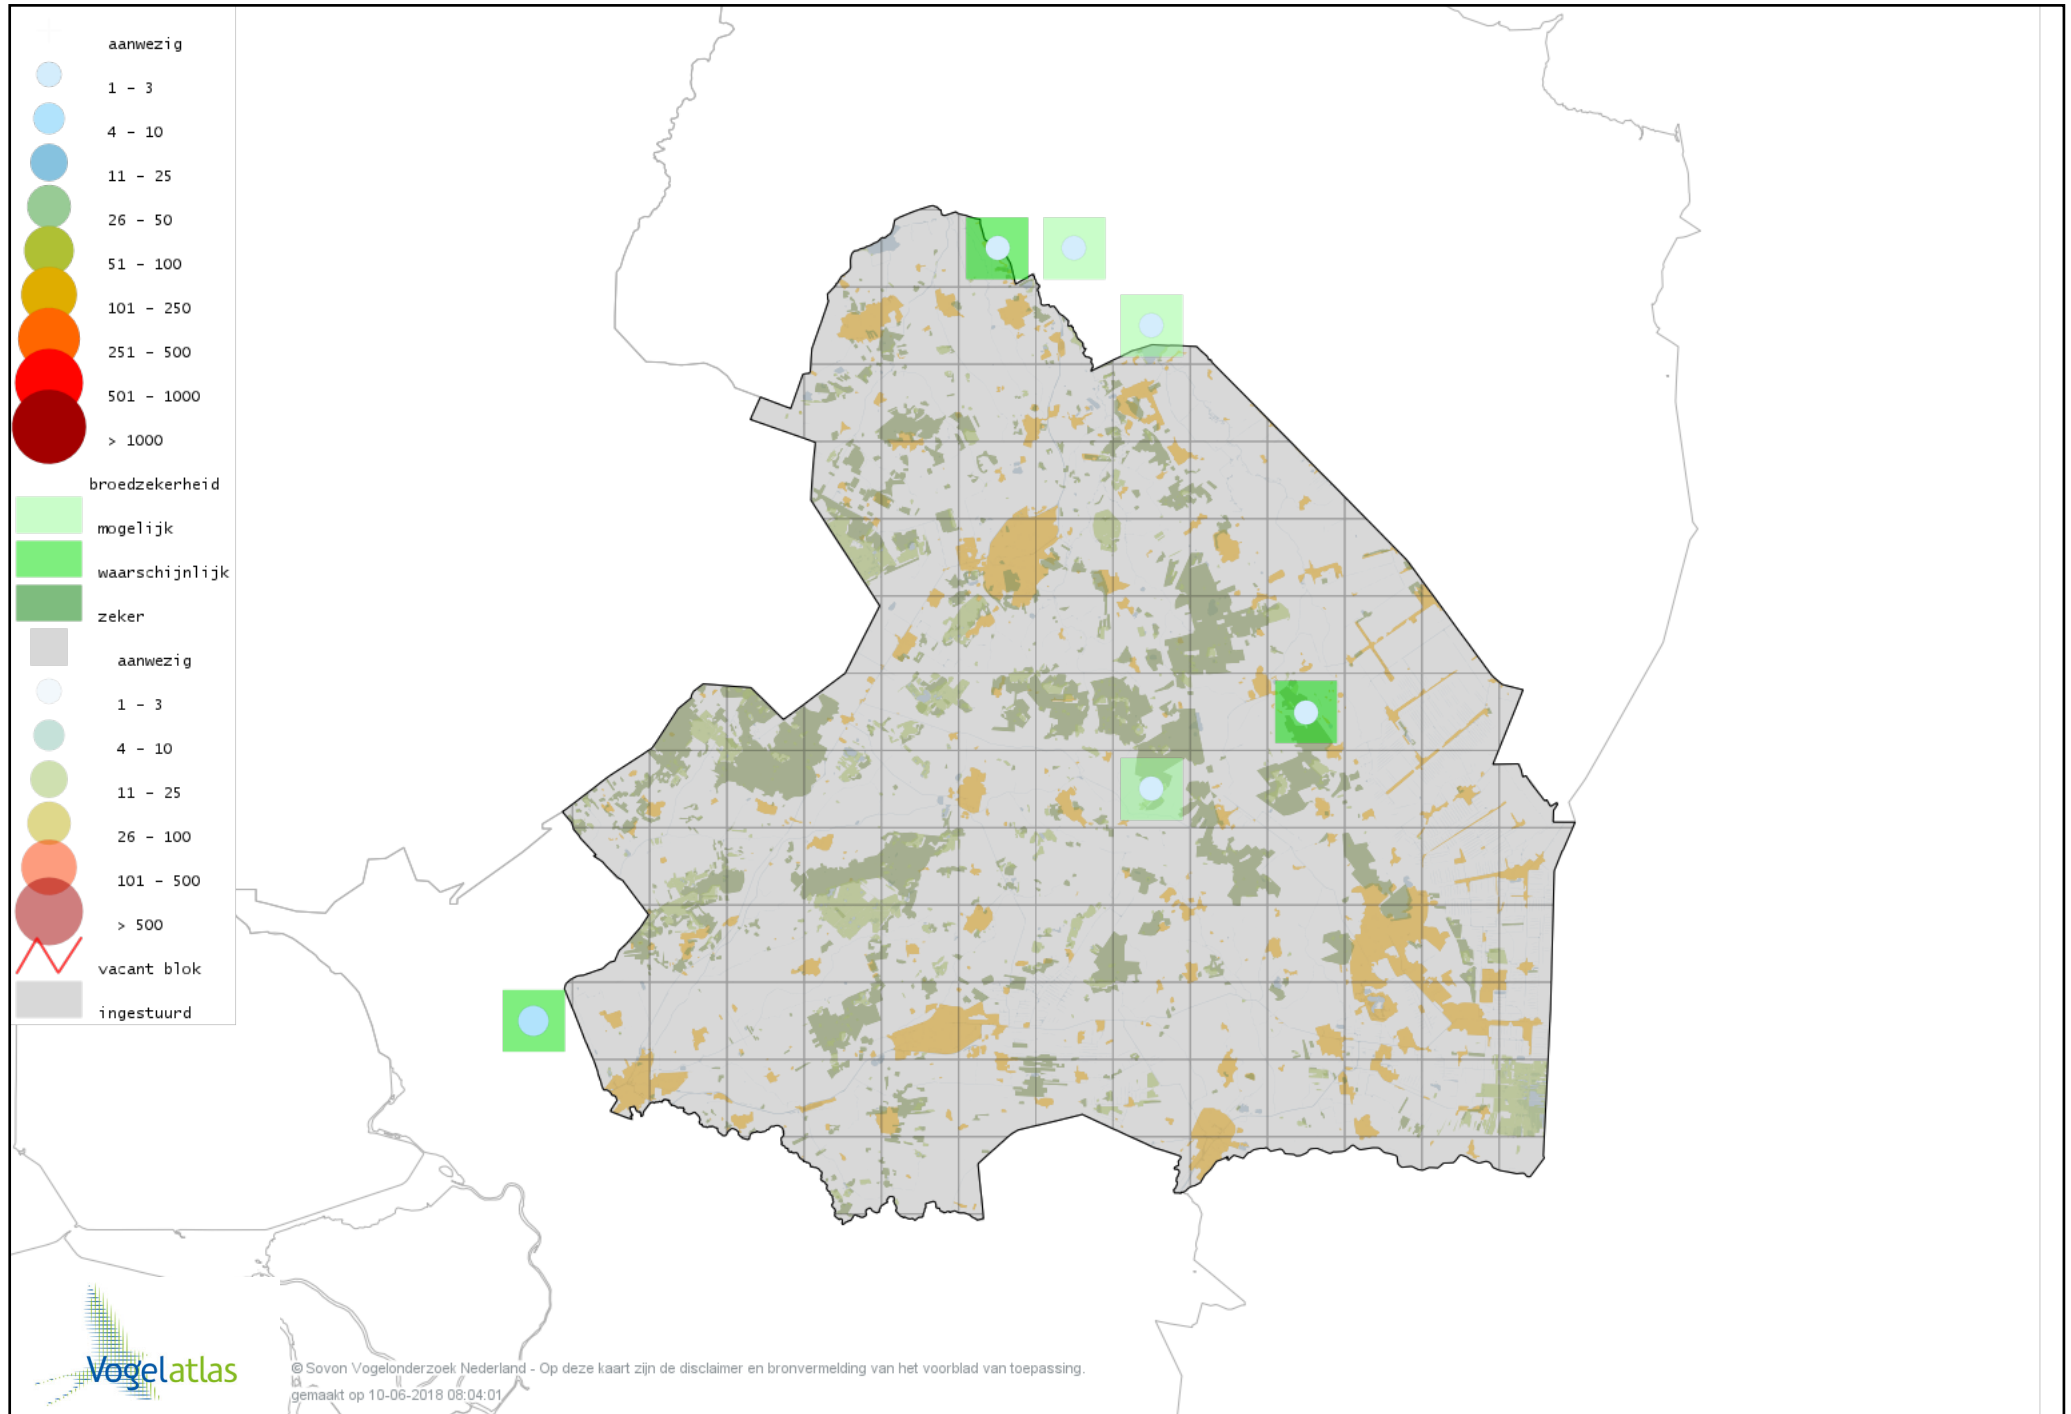 aanwezig
1 - 3
4 - 10
11 - 25
26 - 50
51 - 100
101 - 250
251 - 500
501 - 1000
> 1000
broedzekerheid
mogelijk
waarschijnlijk
zeker
aanwezig
1 - 3
4 - 10
11 - 25
26 - 100
101 - 500
> 500
vacant blok
ingestuurd
Vogelatlas
© Sovon Vogelonderzoek Nederland - Op deze kaart zijn de disclaimer en bronvermelding van het voorblad van toepassing.
gemaakt op 10-06-2018 08:04:01